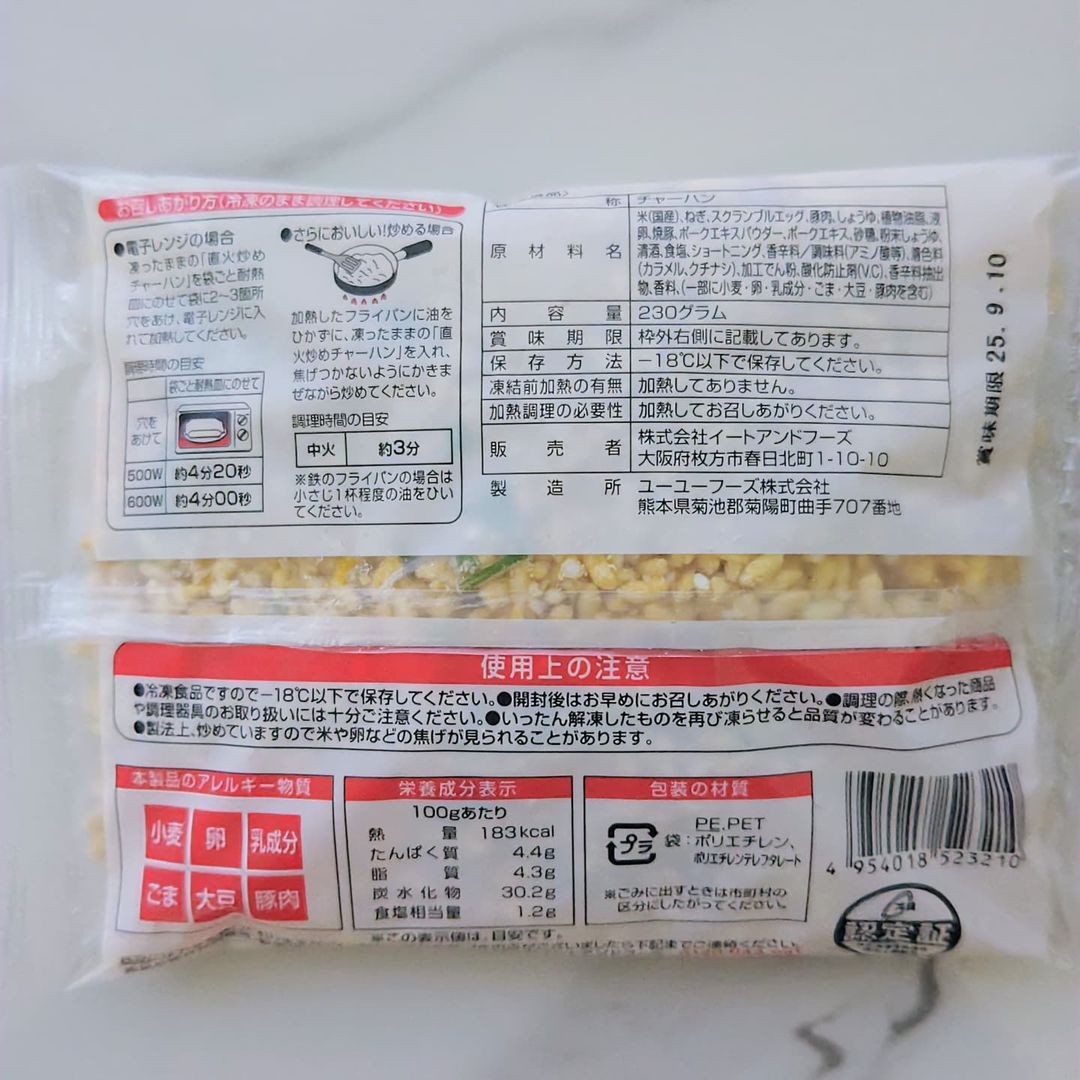 お召しあがり方(冷凍のまま調理してください)
●電子レンジの場合
凍ったままの「直火炒め
チャーハン」を袋ごと耐熱
皿にのせて袋に2〜3箇所
穴をあけ、電子レンジに入
れて加熱してください。
調理時間の目安
袋ごと耐熱皿にのせて
穴を
あけて
500W 約4分20秒
600W 約4分00秒
●さらにおいしい!炒める場合
加熱したフライパンに油を
ひかずに、凍ったままの「直
火炒めチャーハン」を入れ、
焦げつかないようにかきま
ぜながら炒めてください。
調理時間の目安
中火 約3分
※鉄のフライパンの場合は
小さじ1杯程度の油をひい
てください。
称 チャーハン
原材料名 米(国産)、ねぎ、スクランブルエッグ、豚肉、しょうゆ、植物油脂、液
卵、焼豚、ポークエキスパウダー、ポークエキス、砂糖、粉末しょうゆ、
清酒、食塩、ショートニング、香辛料/調味料(アミノ酸等)、着色料
(カラメル、クチナシ)、加工でん粉、酸化防止剤(V.C)、香辛料抽出
物、香料、(一部に小麦・卵・乳成分・ごま・大豆・豚肉を含む)
内容量 230グラム
賞味期限 枠外右側に記載してあります。
保存方法 −18℃以下で保存してください。
凍結前加熱の有無 加熱してありません。
加熱調理の必要性 加熱してお召しあがりください。
販売者 株式会社イートアンドフーズ
大阪府枚方市春日北町1-10-10
製造所 ユーユーフーズ株式会社
熊本県菊池郡菊陽町曲手707番地
賞味期限 25.9.10
使用上の注意
●冷凍食品ですので−18℃以下で保存してください。●開封後はお早めにお召しあがりください。●調理の際、熱くなった商品
や調理器具のお取り扱いには十分ご注意ください。●いったん解凍したものを再び凍らせると品質が変わることがあります。
●製法上、炒めていますので米や卵などの焦げが見られることがあります。
本製品のアレルギー物質
小麦 卵 乳成分
ごま 大豆 豚肉
栄養成分表示
100gあたり
熱量 183kcal
たんぱく質 4.4g
脂質 4.3g
炭水化物 30.2g
食塩相当量 1.2g
※この表示値は、目安です。
包装の材質
プラ
PE,PET
袋:ポリエチレン、
ポリエチレンテレフタレート
※ごみに出すときは市町村の
区分にしたがってください。
4 954018 523210
認定証